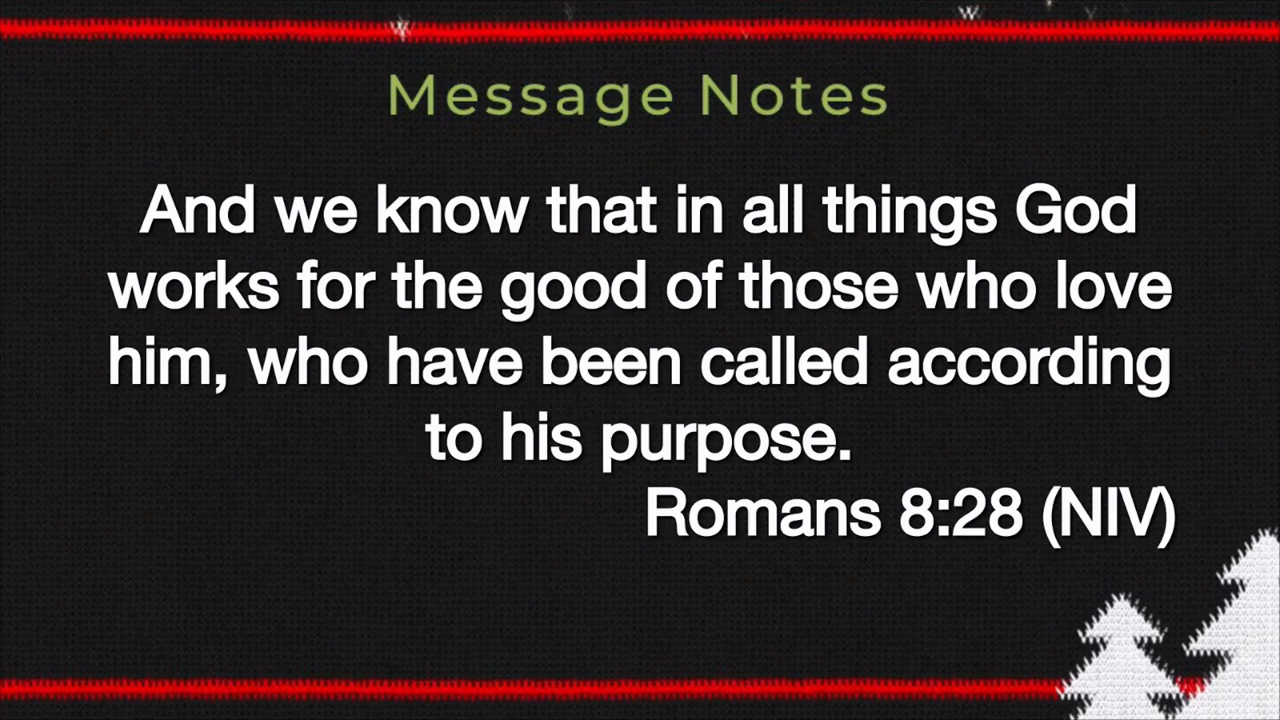 Message Notes
And we know that in all things God
works for the good of those who love
him, who have been called according
to his purpose.
Romans 8:28 (NIV)